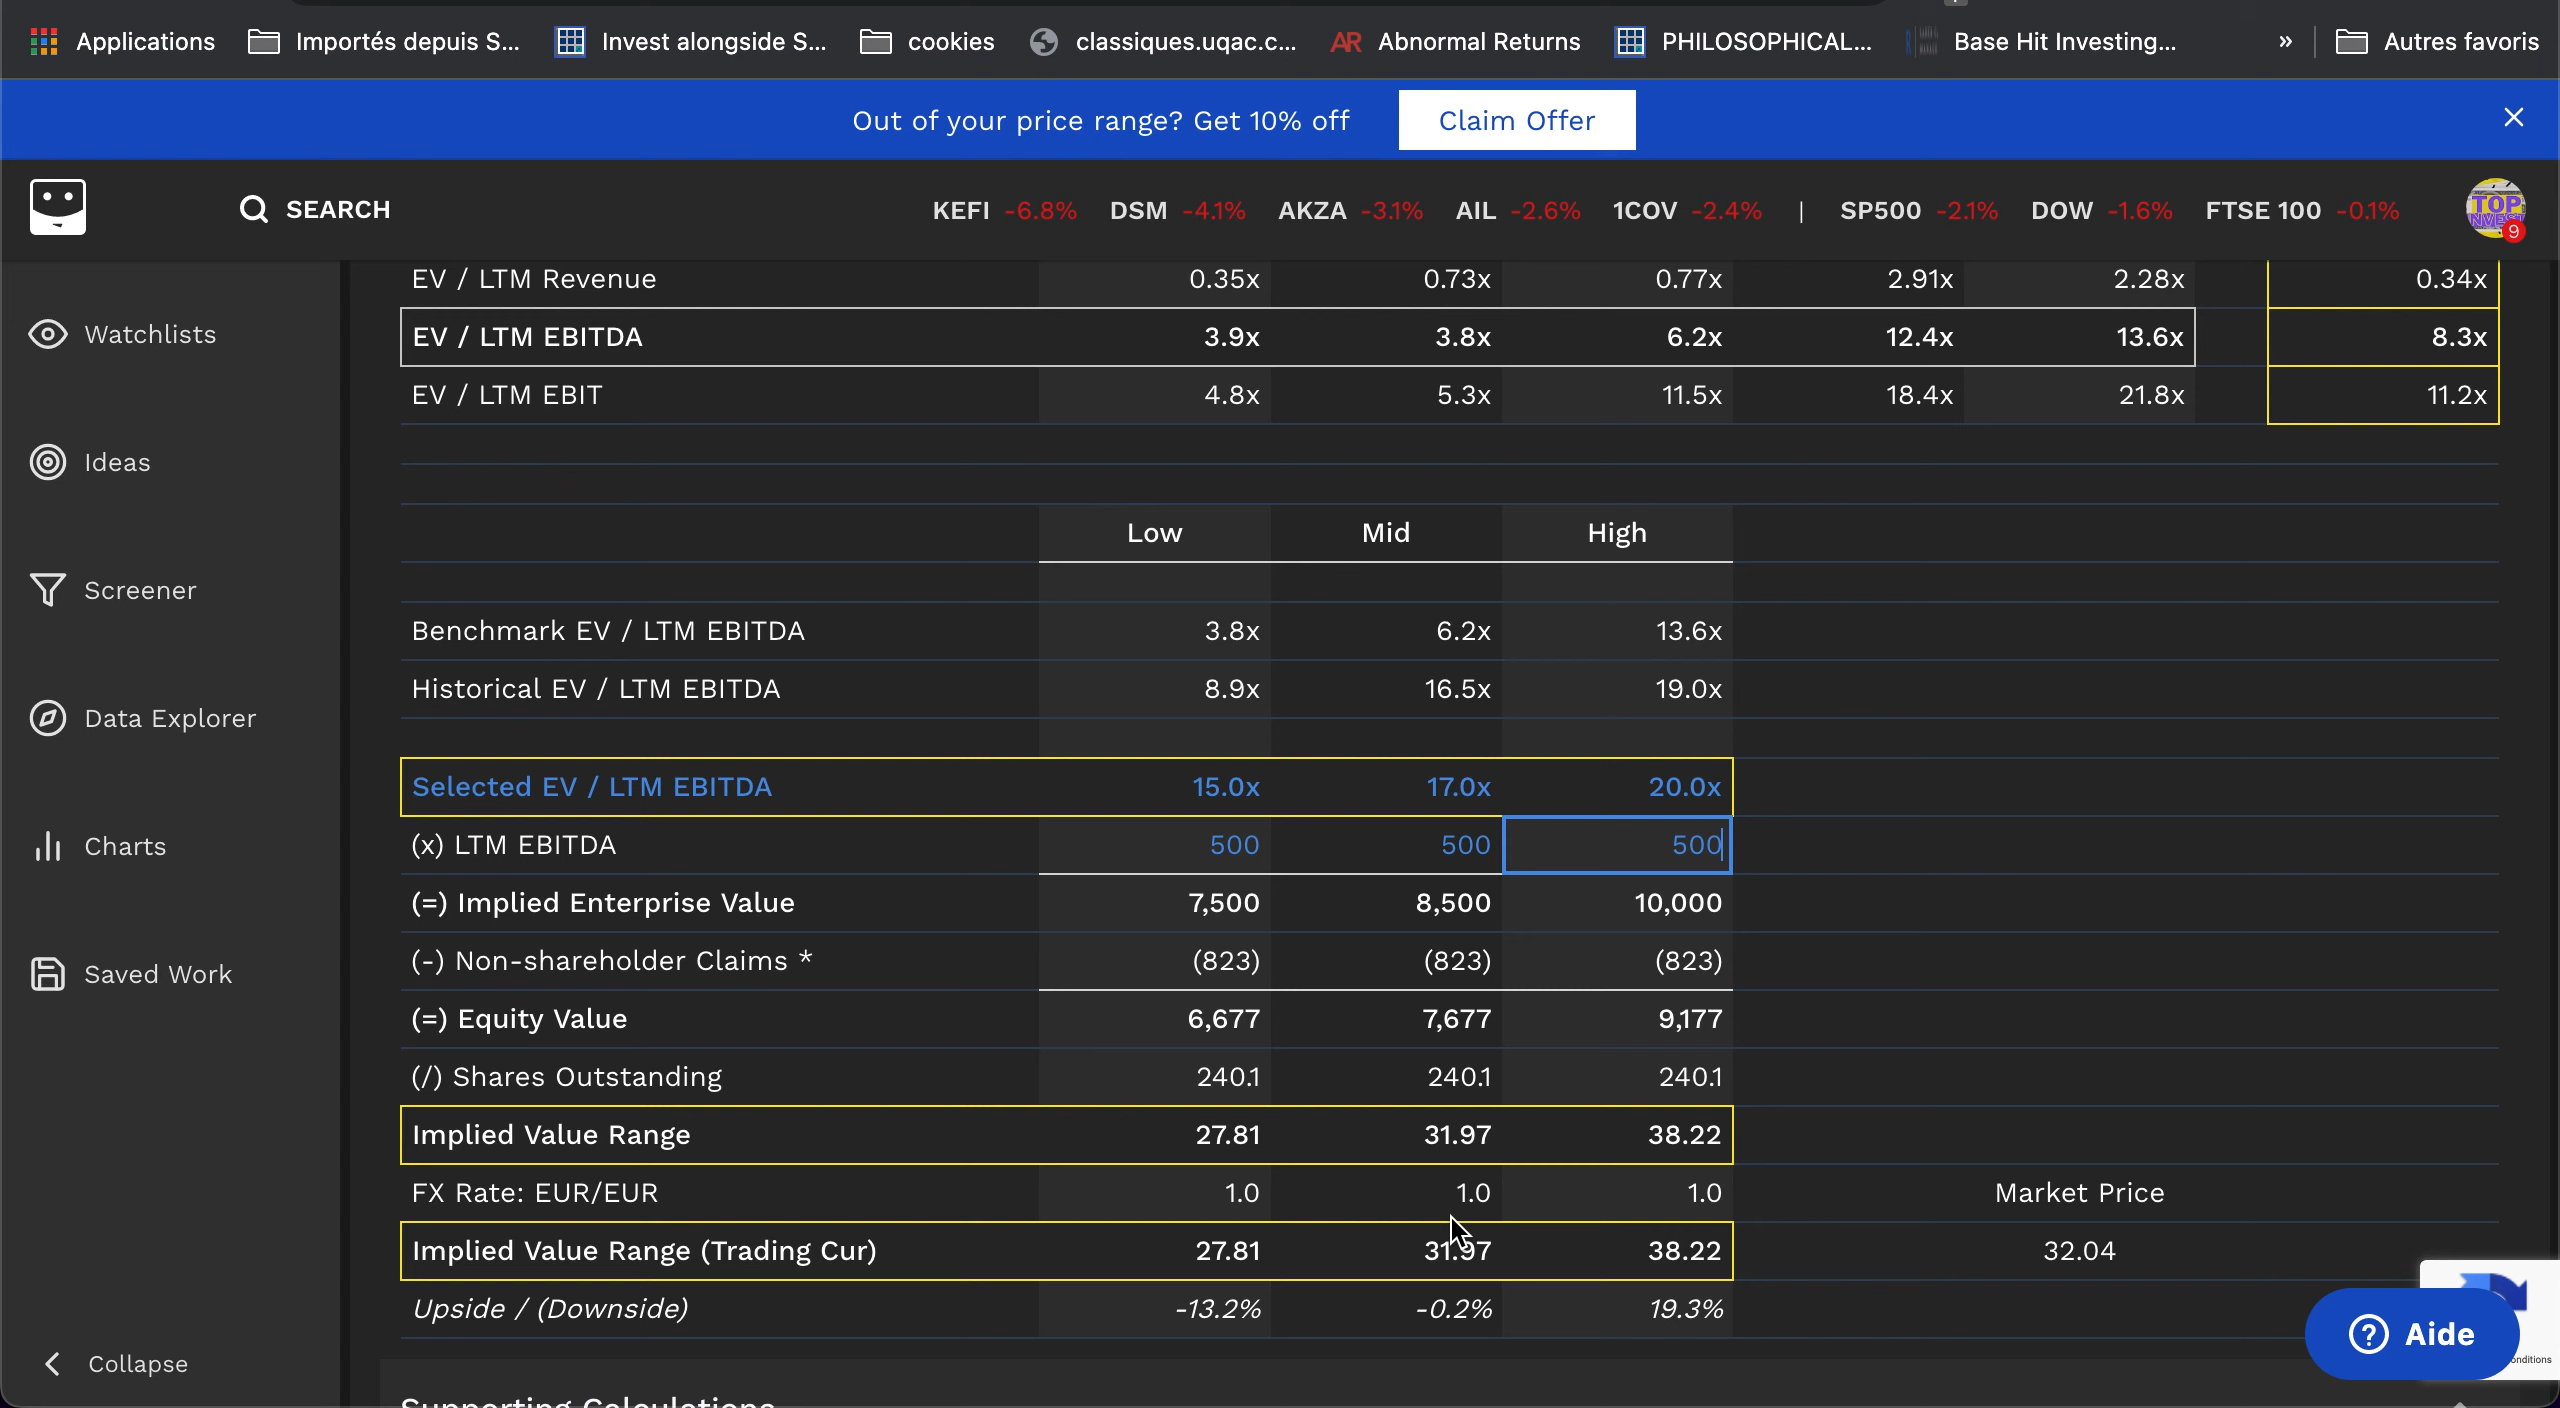 Applications Importés depuis S... Invest alongside S... cookies classiques.uqac.c... AR Abnormal Returns PHILOSOPHICAL... Base Hit Investing... » Autres favoris
Out of your price range? Get 10% off Claim Offer
SEARCH KEFI -6.8% DSM -4.1% AKZA -3.1% AIL -2.6% 1COV -2.4% | SP500 -2.1% DOW -1.6% FTSE 100 -0.1% TOP INVEST 9
EV / LTM Revenue 0.35x 0.73x 0.77x 2.91x 2.28x 0.34x
Watchlists
EV / LTM EBITDA 3.9x 3.8x 6.2x 12.4x 13.6x 8.3x
EV / LTM EBIT 4.8x 5.3x 11.5x 18.4x 21.8x 11.2x
Ideas
Low Mid High
Screener
Benchmark EV / LTM EBITDA 3.8x 6.2x 13.6x
Historical EV / LTM EBITDA 8.9x 16.5x 19.0x
Data Explorer
Selected EV / LTM EBITDA 15.0x 17.0x 20.0x
(x) LTM EBITDA 500 500 500
Charts
(=) Implied Enterprise Value 7,500 8,500 10,000
(-) Non-shareholder Claims * (823) (823) (823)
Saved Work
(=) Equity Value 6,677 7,677 9,177
(/) Shares Outstanding 240.1 240.1 240.1
Implied Value Range 27.81 31.97 38.22
FX Rate: EUR/EUR 1.0 1.0 1.0 Market Price
Implied Value Range (Trading Cur) 27.81 31.97 38.22 32.04
Upside / (Downside) -13.2% -0.2% 19.3%
? Aide
onditions
Collapse
Supporting Calculations